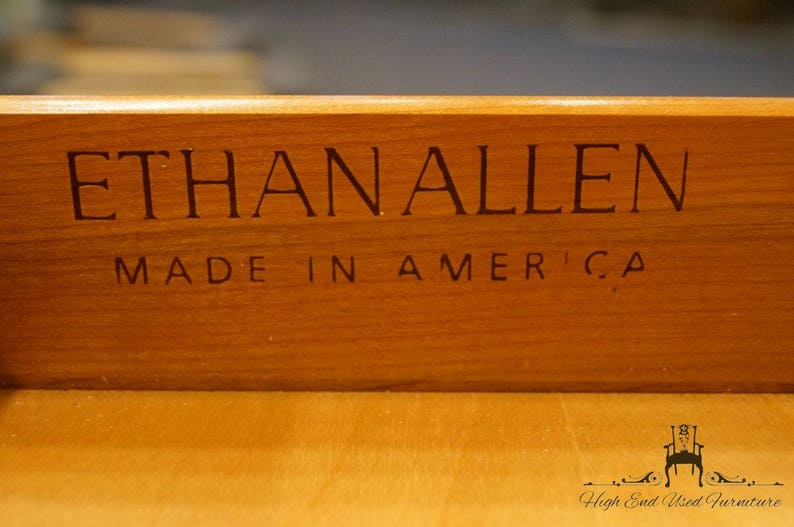 ETHAN ALLEN
MADE IN AMERICA
High End Used Furniture